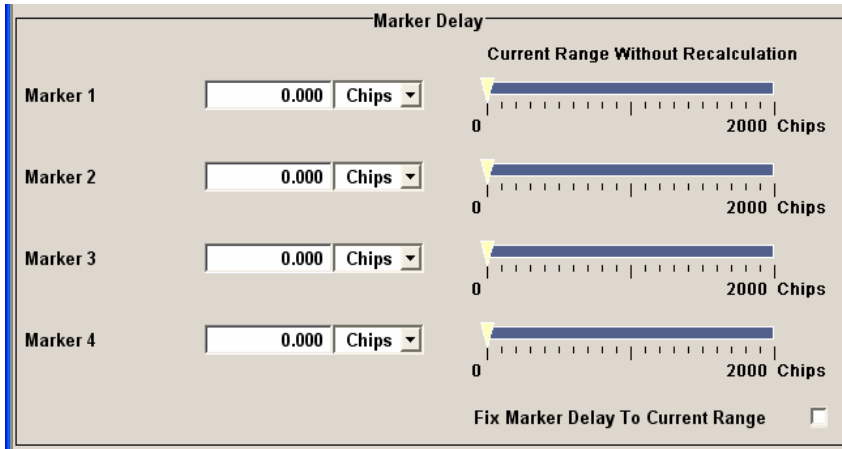 Marker Delay
Current Range Without Recalculation
Marker 1 0.000 Chips
0 2000 Chips
Marker 2 0.000 Chips
0 2000 Chips
Marker 3 0.000 Chips
0 2000 Chips
Marker 4 0.000 Chips
0 2000 Chips
Fix Marker Delay To Current Range